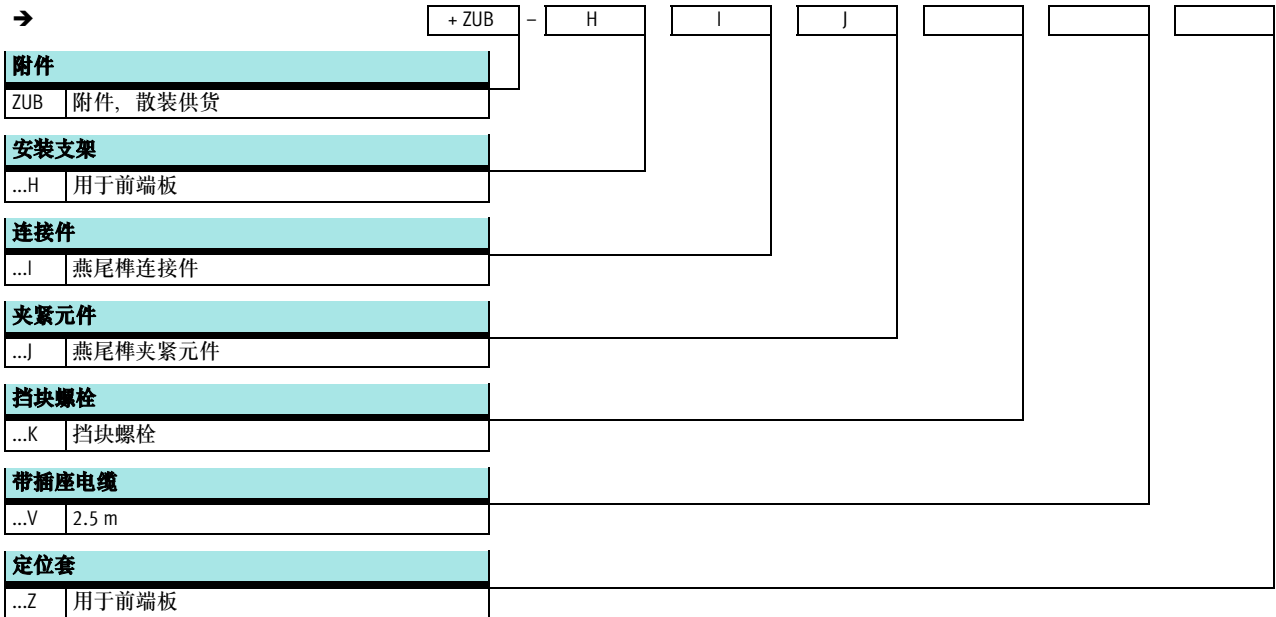 ➔ + ZUB – H I J
附件
ZUB 附件，散装供货
安装支架
...H 用于前端板
连接件
...I 燕尾榫连接件
夹紧元件
...J 燕尾榫夹紧元件
挡块螺栓
...K 挡块螺栓
带插座电缆
...V 2.5 m
定位套
...Z 用于前端板